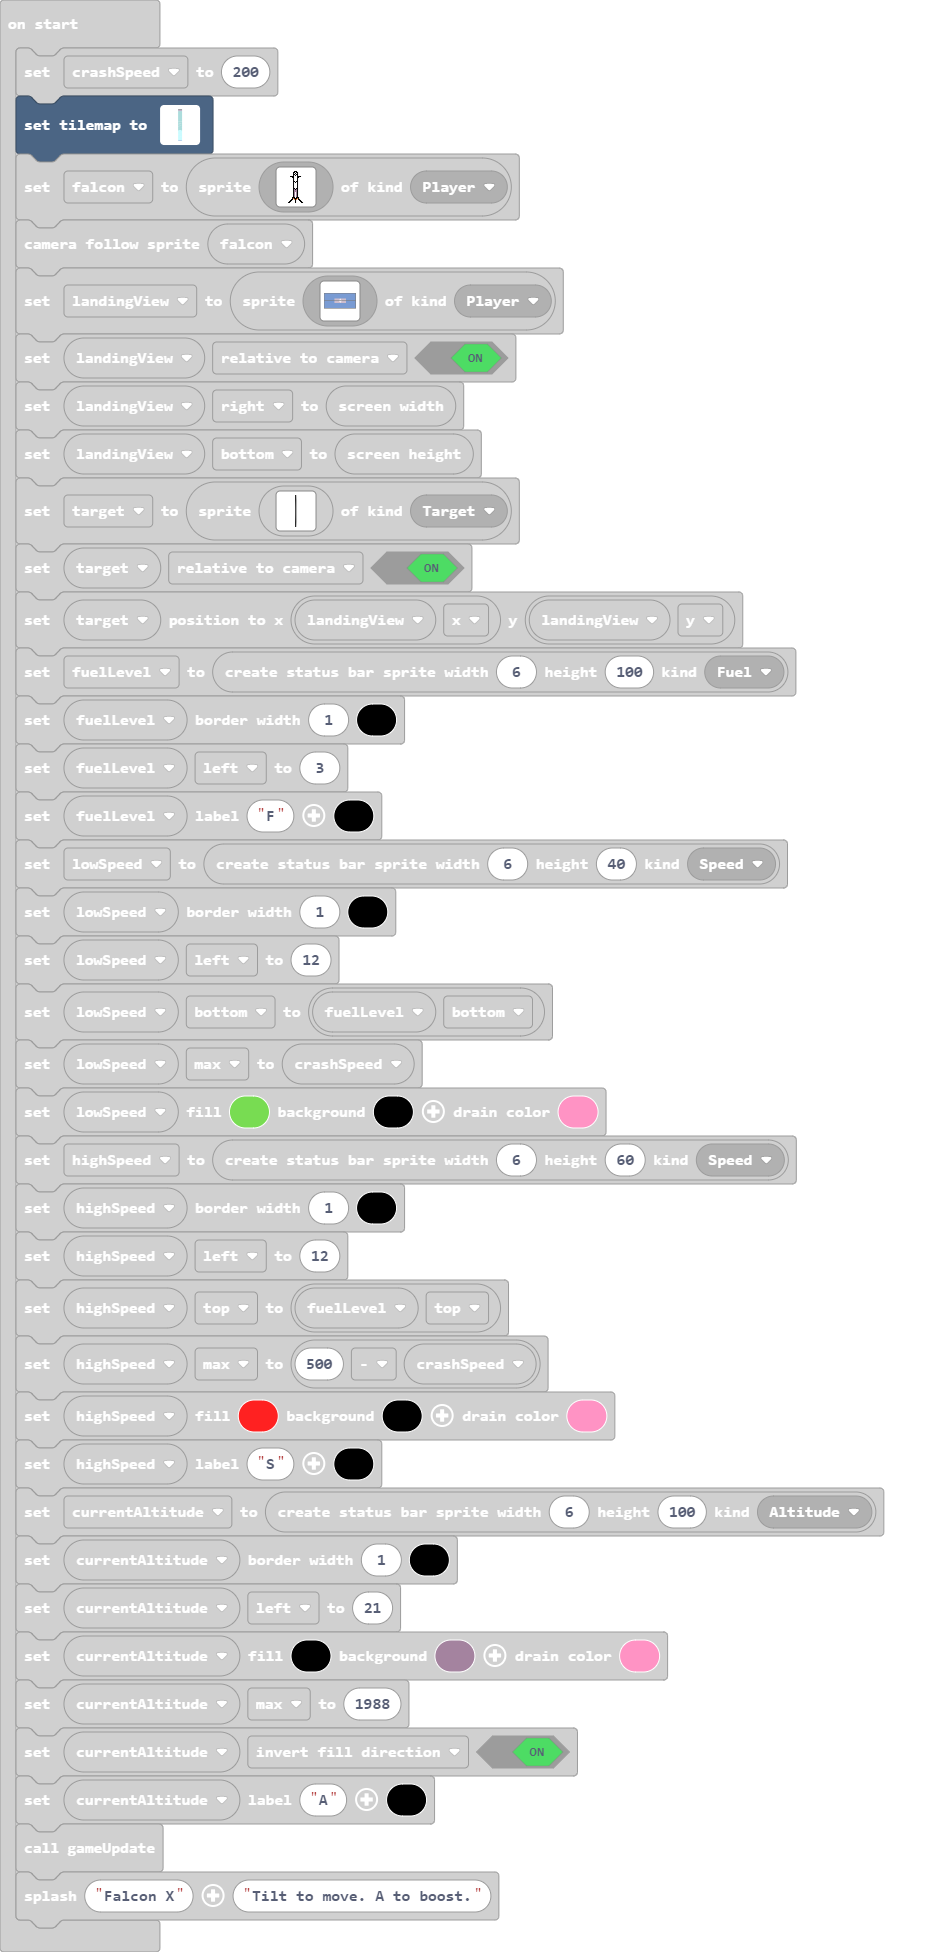 on start
set crashSpeed to 200
set tilemap to
set falcon to sprite of kind Player
camera follow sprite falcon
set landingView to sprite of kind Player
set landingView relative to camera ON
set landingView right to screen width
set landingView bottom to screen height
set target to sprite of kind Target
set target relative to camera ON
set target position to x landingView x y landingView y
set fuelLevel to create status bar sprite width 6 height 100 kind Fuel
set fuelLevel border width 1
set fuelLevel left to 3
set fuelLevel label "F"
set lowSpeed to create status bar sprite width 6 height 40 kind Speed
set lowSpeed border width 1
set lowSpeed left to 12
set lowSpeed bottom to fuelLevel bottom
set lowSpeed max to crashSpeed
set lowSpeed fill background drain color
set highSpeed to create status bar sprite width 6 height 60 kind Speed
set highSpeed border width 1
set highSpeed left to 12
set highSpeed top to fuelLevel top
set highSpeed max to 500 - crashSpeed
set highSpeed fill background drain color
set highSpeed label "S"
set currentAltitude to create status bar sprite width 6 height 100 kind Altitude
set currentAltitude border width 1
set currentAltitude left to 21
set currentAltitude fill background drain color
set currentAltitude max to 1988
set currentAltitude invert fill direction ON
set currentAltitude label "A"
call gameUpdate
splash "Falcon X" "Tilt to move. A to boost."